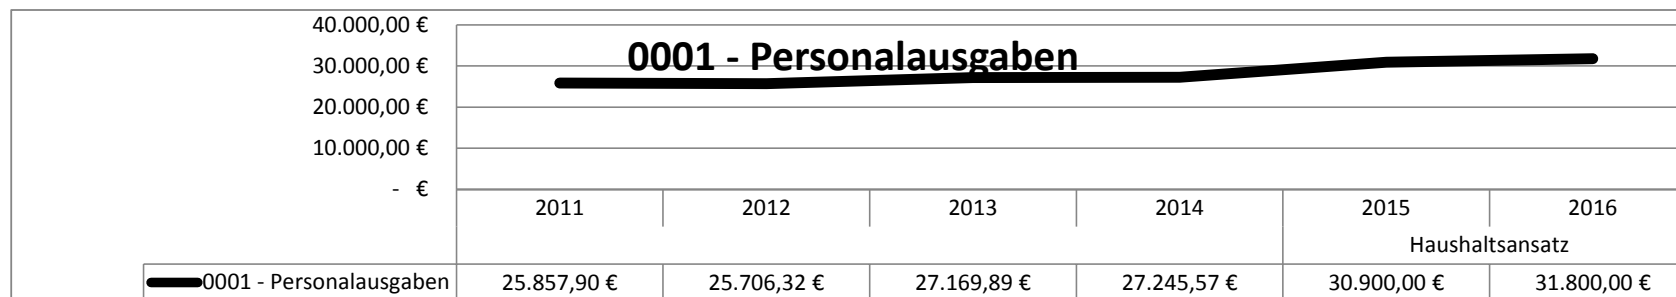 0001 - Personalausgaben
40.000,00 €
30.000,00 €
20.000,00 €
10.000,00 €
- €
2011 2012 2013 2014 2015 2016
Haushaltsansatz
0001 - Personalausgaben 25.857,90 € 25.706,32 € 27.169,89 € 27.245,57 € 30.900,00 € 31.800,00 €